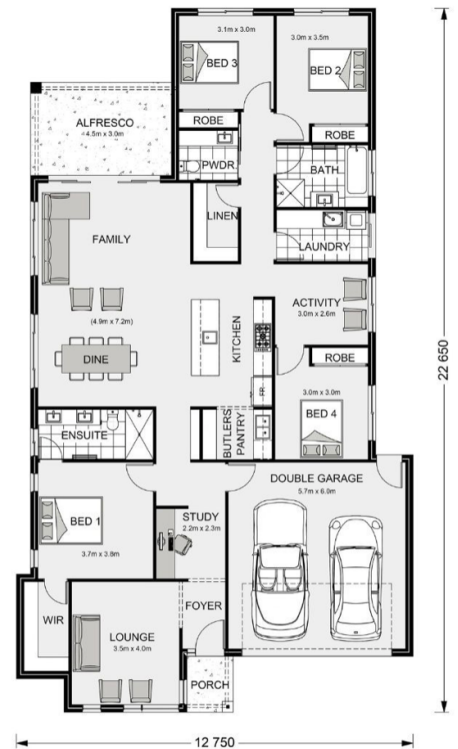 3.1m x 3.0m
BED 3
3.0m x 3.5m
BED 2
ROBE
ROBE
ALFRESCO
4.5m x 3.0m
PWDR.
BATH
LINEN
LAUNDRY
FAMILY
(4.9m x 7.2m)
KITCHEN
ACTIVITY
3.0m x 2.6m
DINE
ROBE
FR.
3.0m x 3.0m
BED 4
ENSUITE
BUTLERS
PANTRY
DOUBLE GARAGE
5.7m x 6.0m
BED 1
3.7m x 3.8m
STUDY
2.2m x 2.3m
WIR
FOYER
LOUNGE
3.5m x 4.0m
PORCH
22 650
12 750